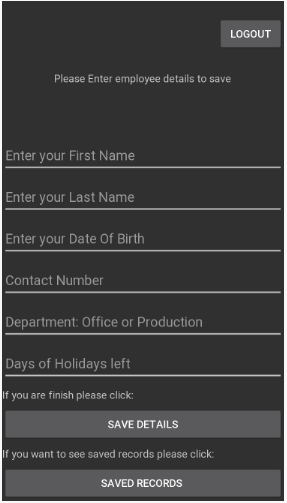 LOGOUT
Please Enter employee details to save
Enter your First Name
Enter your Last Name
Enter your Date Of Birth
Contact Number
Department: Office or Production
Days of Holidays left
If you are finish please click:
SAVE DETAILS
If you want to see saved records please click:
SAVED RECORDS